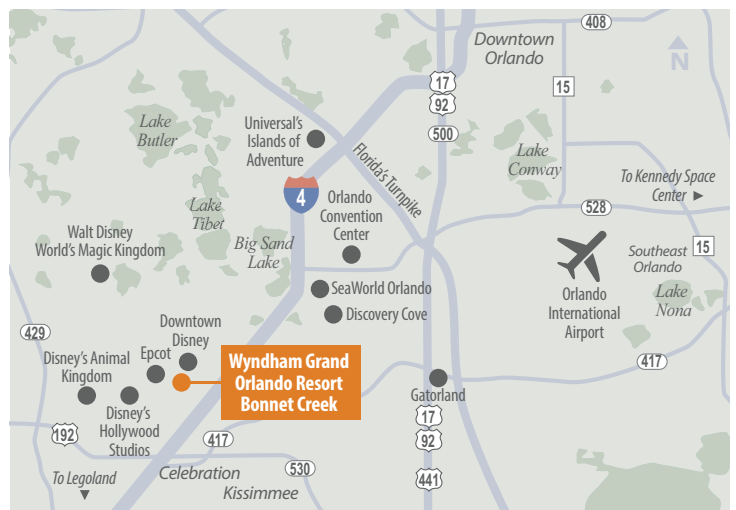 408
Downtown
Orlando
N
17
92
15
500
Lake
Butler
Universal's
Islands of
Adventure
Florida's Turnpike
Lake
Conway
To Kennedy Space
Center ►
4
Lake
Tibet
Orlando
Convention
Center
528
Walt Disney
World's Magic Kingdom
Big Sand
Lake
Southeast
Orlando
15
SeaWorld Orlando
Discovery Cove
Orlando
International
Airport
Lake
Nona
429
Downtown
Disney
Epcot
Disney's Animal
Kingdom
Wyndham Grand
Orlando Resort
Bonnet Creek
417
Disney's
Hollywood
Studios
Gatorland
17
92
441
192
417
530
To Legoland
▼
Celebration
Kissimmee